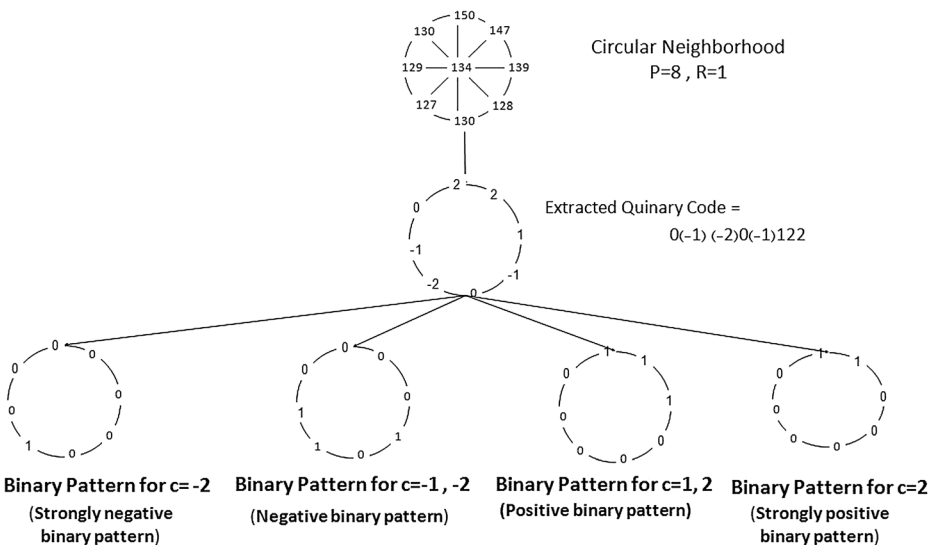 150
130 147
129 134 139
127 128
130
Circular Neighborhood
P=8 , R=1
2
0 2
-1 1
-2 -1
0
Extracted Quinary Code =
0(-1) (-2)0(-1)122
0 0
0 0
0 0
1 0
0
0 0
0 0
1 1
1 0
0
1 1
0 1
0 0
0 0
1 1
0 0
0 0
0 0
Binary Pattern for c= -2
(Strongly negative
binary pattern)
Binary Pattern for c=-1 , -2
(Negative binary pattern)
Binary Pattern for c=1, 2
(Positive binary pattern)
Binary Pattern for c=2
(Strongly positive
binary pattern)